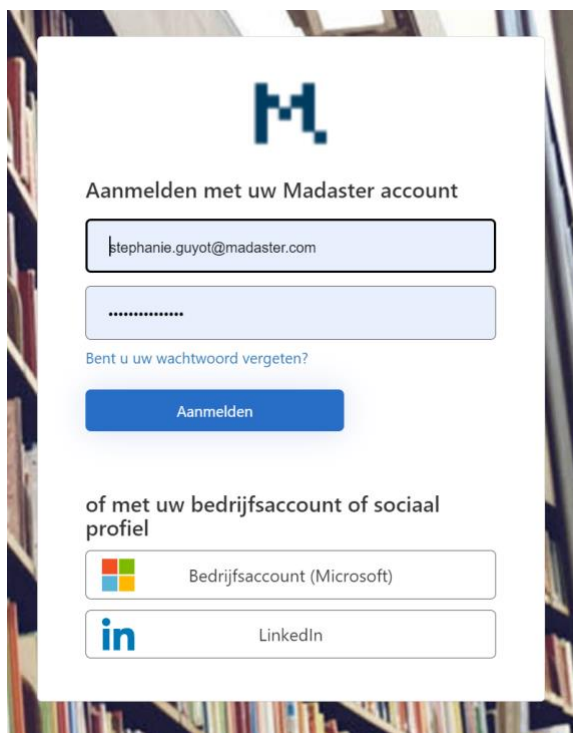 M.
Aanmelden met uw Madaster account
stephanie.guyot@madaster.com
•••••••••••••••
Bent u uw wachtwoord vergeten?
Aanmelden
of met uw bedrijfsaccount of sociaal
profiel
Bedrijfsaccount (Microsoft)
in
LinkedIn